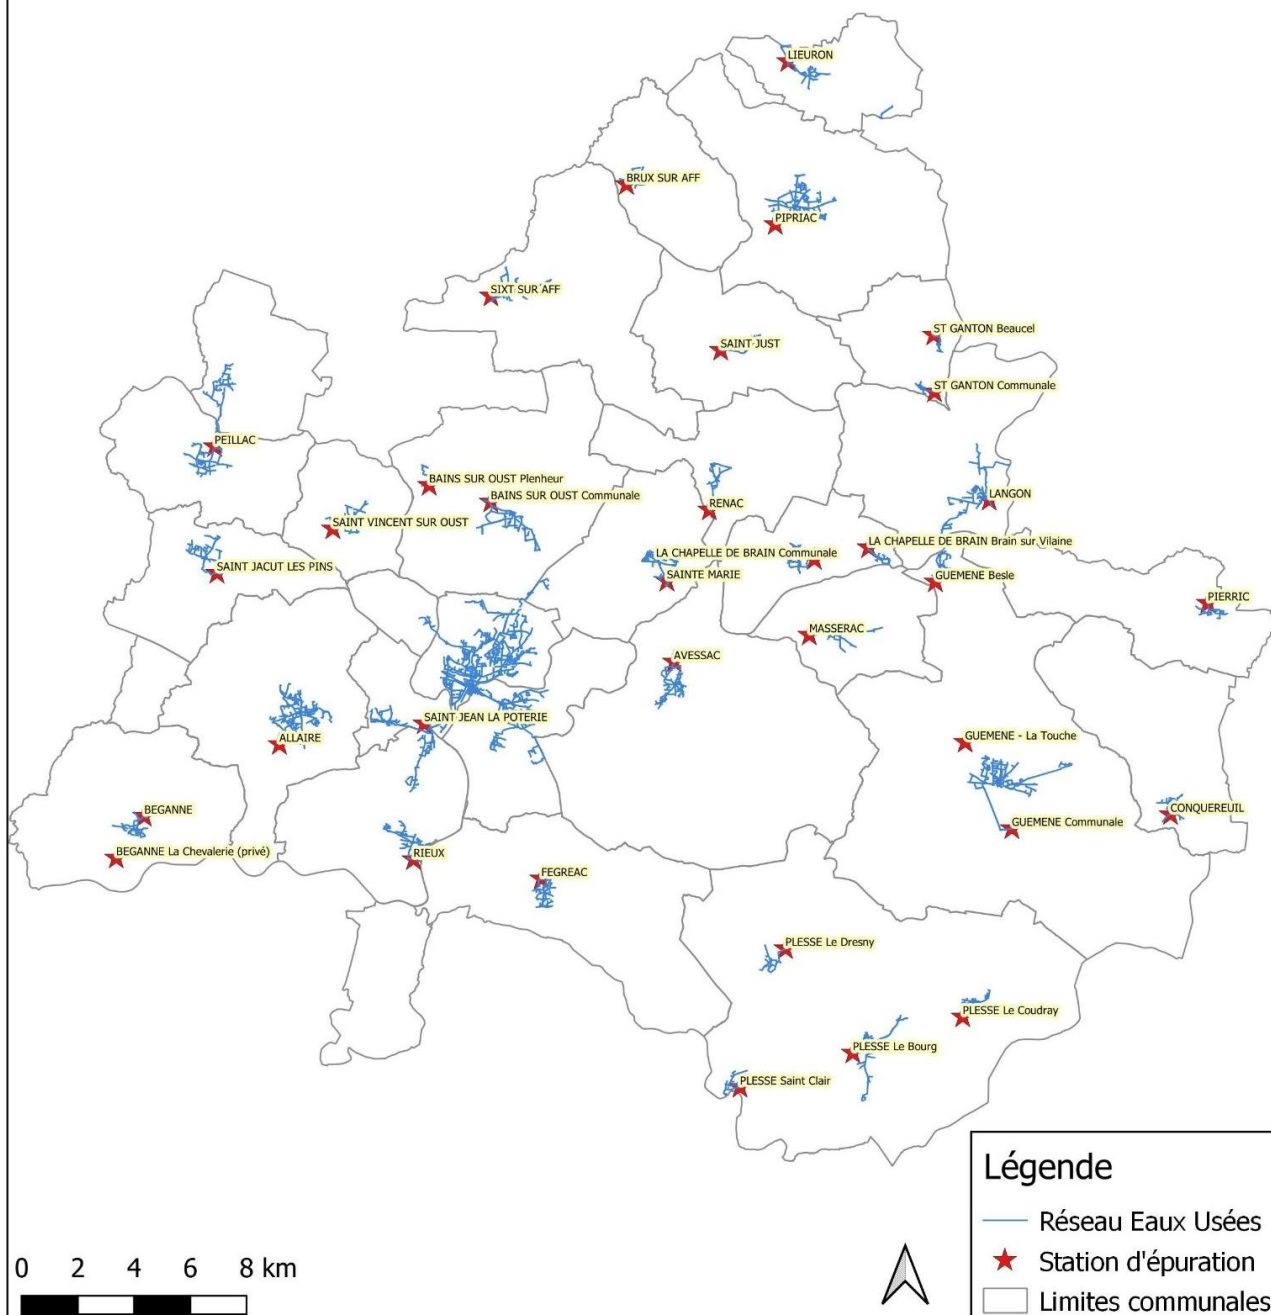 LIEURON
BRUX SUR AFF
PIPRIAC
SIXT SUR AFF
ST GANTON Beaucel
SAINT JUST
ST GANTON Communale
PEILLAC
BAINS SUR OUST Plenheur
BAINS SUR OUST Communale
LANGON
RENAC
SAINT VINCENT SUR OUST
LA CHAPELLE DE BRAIN Brain sur Vilaine
LA CHAPELLE DE BRAIN Communale
SAINT JACUT LES PINS
SAINTE MARIE
GUEMENE Besle
PIERRIC
MASSERAC
AVESSAC
SAINT JEAN LA POTERIE
ALLAIRE
GUEMENE - La Touche
BEGANNE
CONQUEREUIL
GUEMENE Communale
BEGANNE La Chevalerie (privé)
RIEUX
FEGREAC
PLESSE Le Dresny
PLESSE Le Coudray
PLESSE Le Bourg
PLESSE Saint Clair
Légende
Réseau Eaux Usées
Station d'épuration
Limites communales
0 2 4 6 8 km